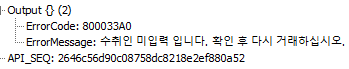 Output {} (2)
ErrorCode: 800033A0
ErrorMessage: 수취인 미입력 입니다. 확인 후 다시 거래하십시오.
API_SEQ: 2646c56d90c08758dc8218e2ef880a52